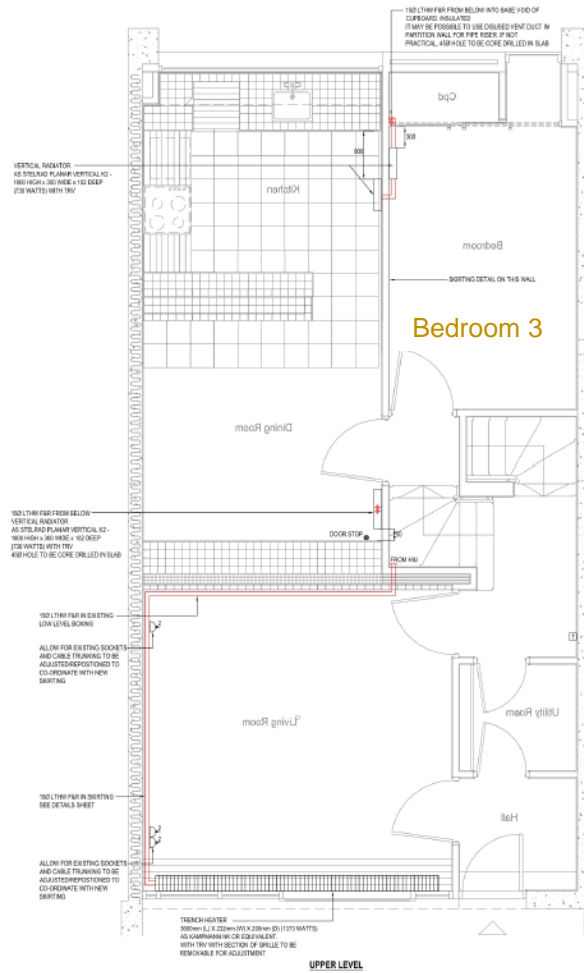 15Ø LTHW F&R FROM BELOW INTO BASE VOID OF
CUPBOARD. INSULATED
IT MAY BE POSSIBLE TO USE DISUSED VENT DUCT IN
PARTITION WALL FOR PIPE RISER. IF NOT
PRACTICAL, 45Ø HOLE TO BE CORE DRILLED IN SLAB
Cpd
900
300
VERTICAL RADIATOR
AS STELRAD PLANAR VERTICAL K2 -
1800 HIGH x 300 WIDE x 102 DEEP
(730 WATTS) WITH TRV
Kitchen
Bedroom
SKIRTING DETAIL ON THIS WALL
Bedroom 3
Dining Room
15Ø LTHW F&R FROM BELOW
VERTICAL RADIATOR
AS STELRAD PLANAR VERTICAL K2 -
1800 HIGH x 300 WIDE x 102 DEEP
(730 WATTS) WITH TRV
45Ø HOLE TO BE CORE DRILLED IN SLAB
DOOR STOP
FROM HIU
15Ø LTHW F&R IN EXISTING
LOW LEVEL BOXING
2
ALLOW FOR EXISTING SOCKETS
AND CABLE TRUNKING TO BE
ADJUSTED/REPOSTIONED TO
CO-ORDINATE WITH NEW
SKIRTING
T
Living Room
Utility Room
15Ø LTHW F&R IN SKIRTING
SEE DETAILS SHEET
Hall
2
2
ALLOW FOR EXISTING SOCKETS
AND CABLE TRUNKING TO BE
ADJUSTED/REPOSTIONED TO
CO-ORDINATE WITH NEW
SKIRTING
TRENCH HEATER
3600mm (L) X 232mm (W) X 200mm (D) (1373 WATTS)
AS KAMPMANN NK OR EQUIVALENT.
WITH TRV WITH SECTION OF GRILLE TO BE
REMOVABLE FOR ADJUSTMENT
UPPER LEVEL